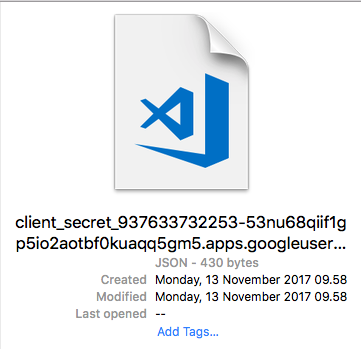 client_secret_937633732253-53nu68qiif1g
p5io2aotbf0kuaqq5gm5.apps.googleuser...
JSON - 430 bytes
Created Monday, 13 November 2017 09.58
Modified Monday, 13 November 2017 09.58
Last opened --
Add Tags...